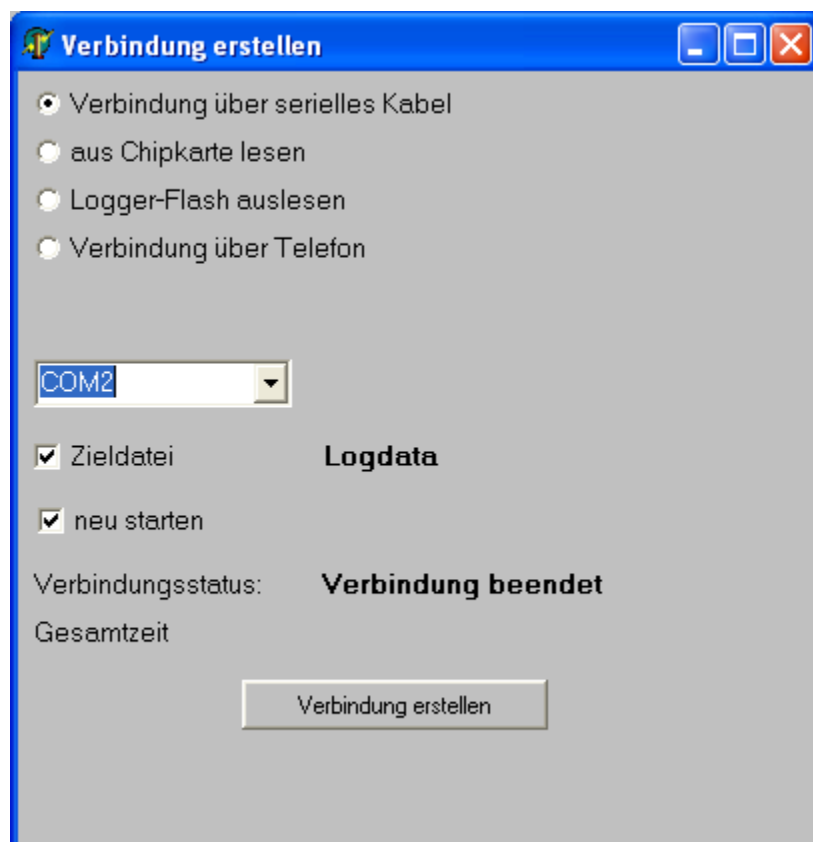 Verbindung erstellen
Verbindung über serielles Kabel
aus Chipkarte lesen
Logger-Flash auslesen
Verbindung über Telefon
COM2
Zieldatei Logdata
neu starten
Verbindungsstatus: Verbindung beendet
Gesamtzeit
Verbindung erstellen